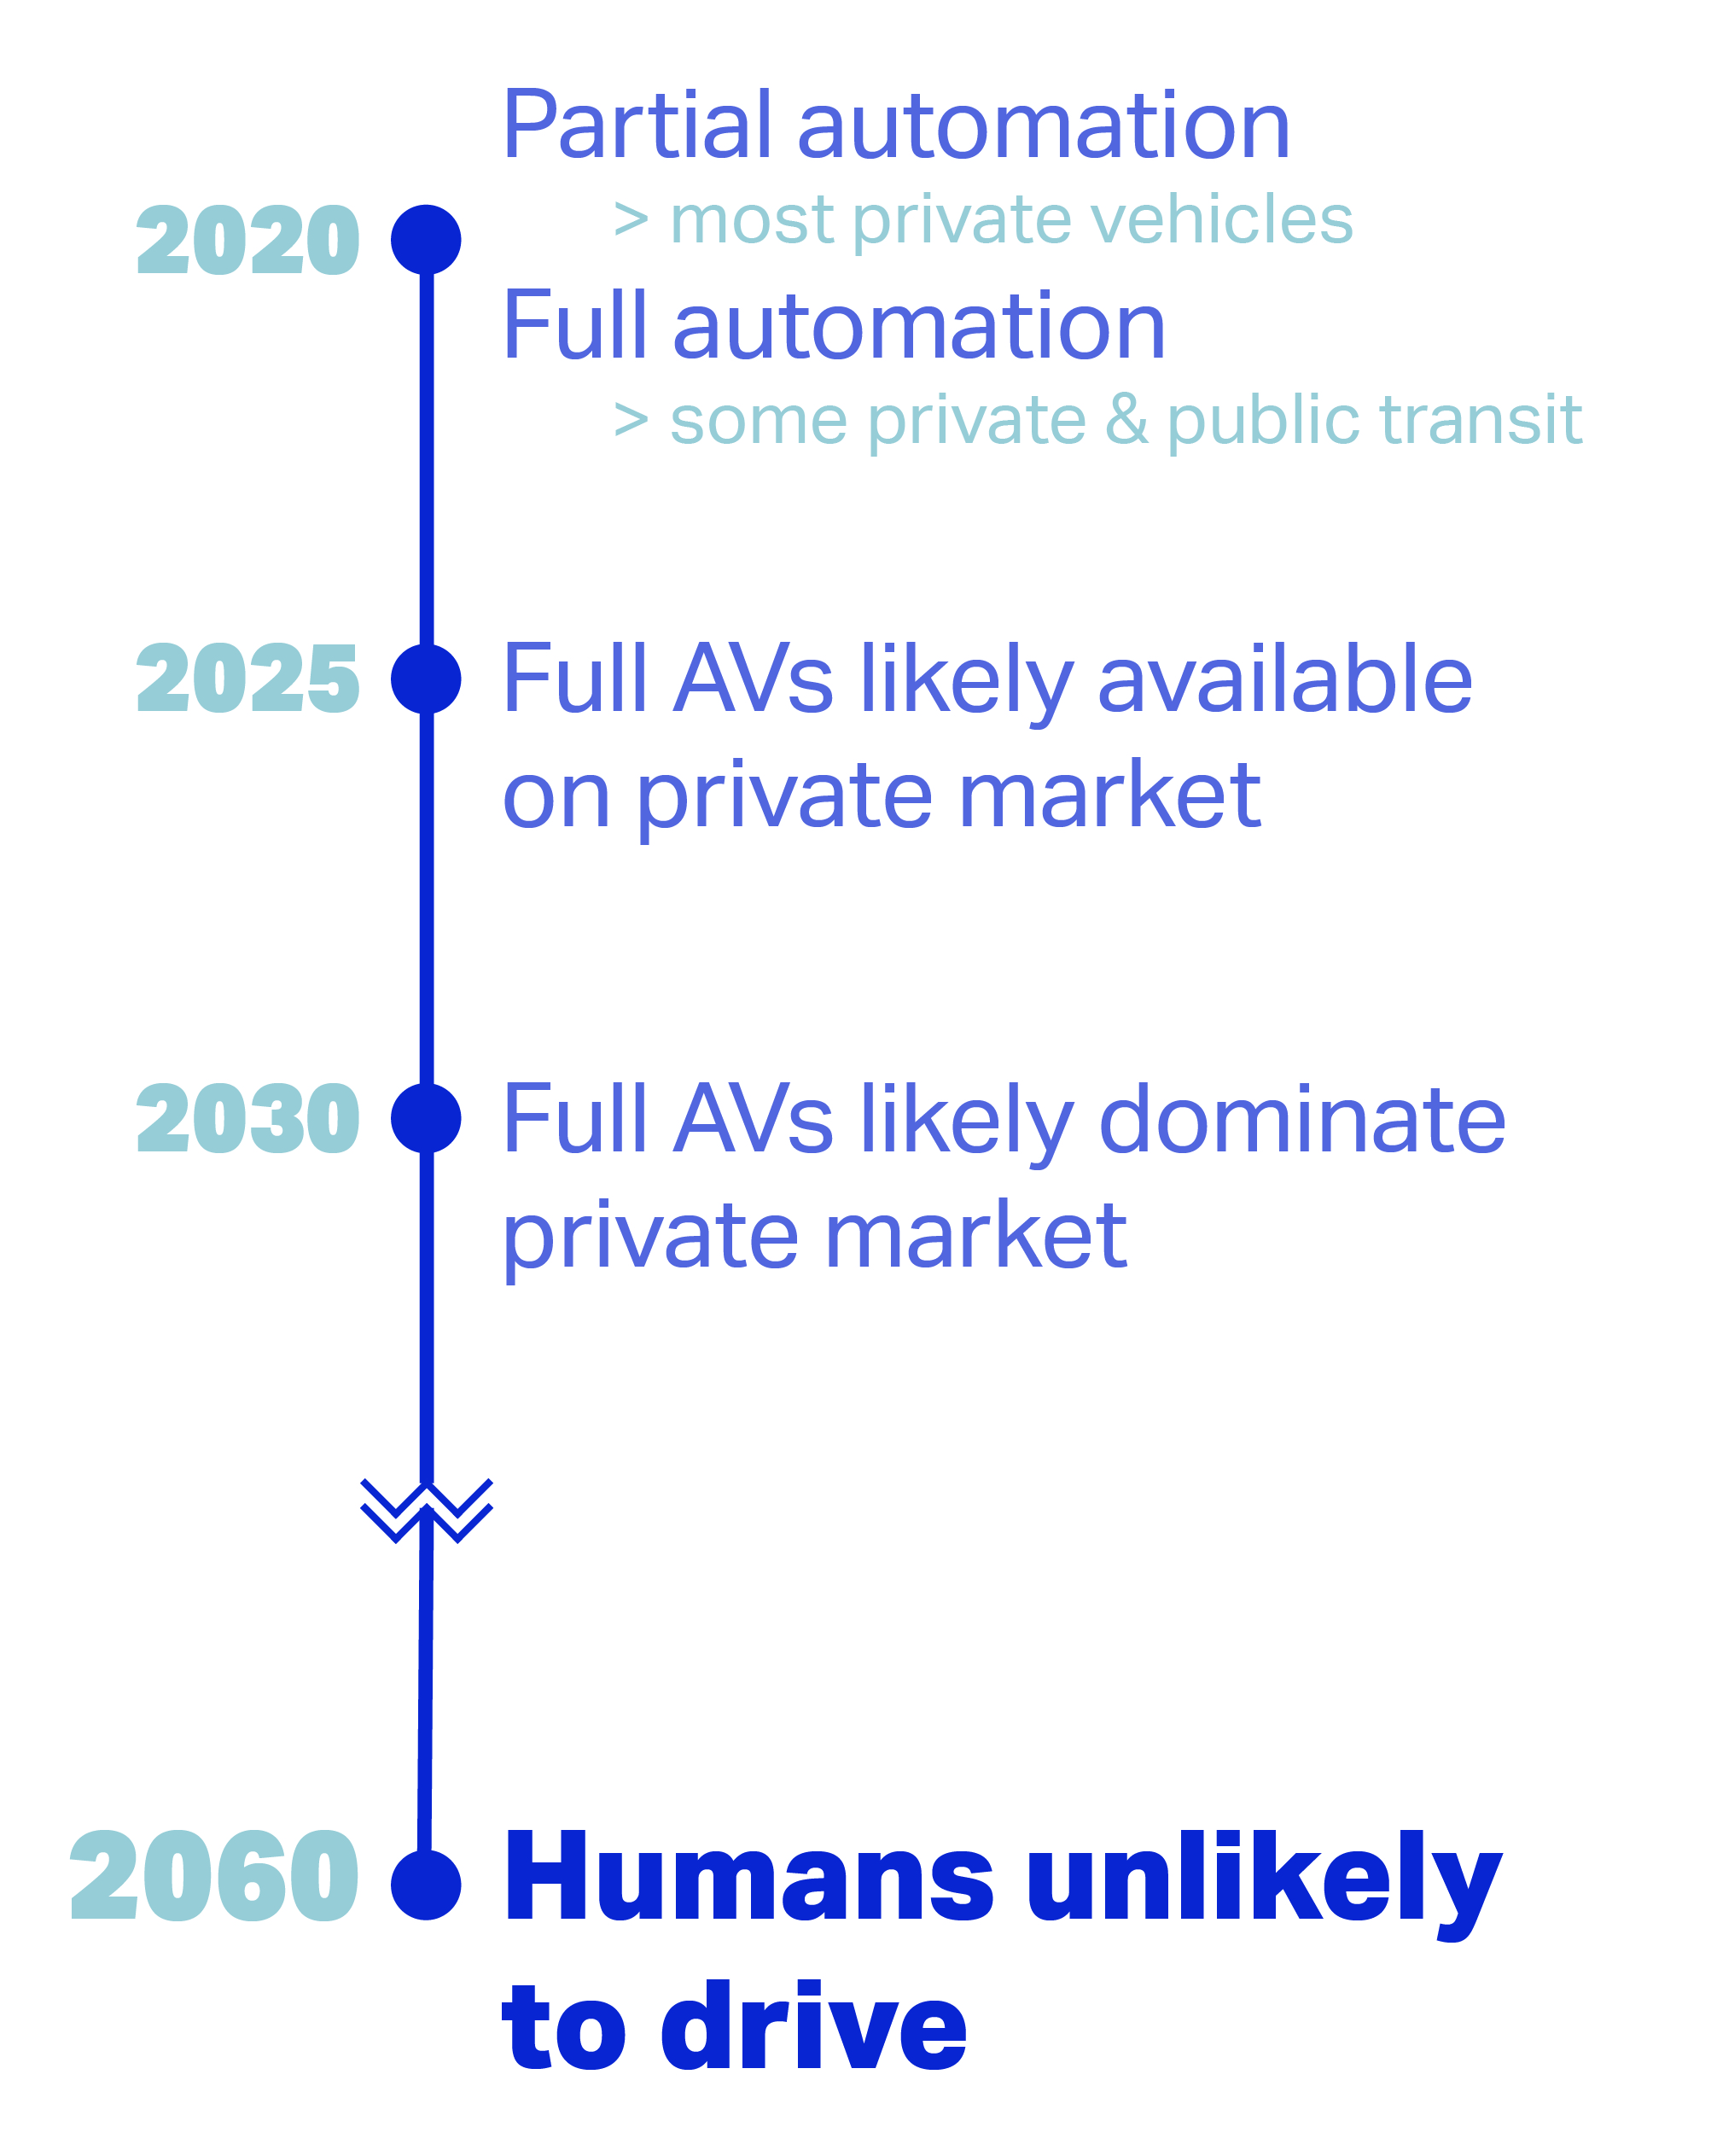 Partial automation
2020
> most private vehicles
Full automation
> some private & public transit
2025
Full AVs likely available
on private market
2030
Full AVs likely dominate
private market
2060
Humans unlikely
to drive